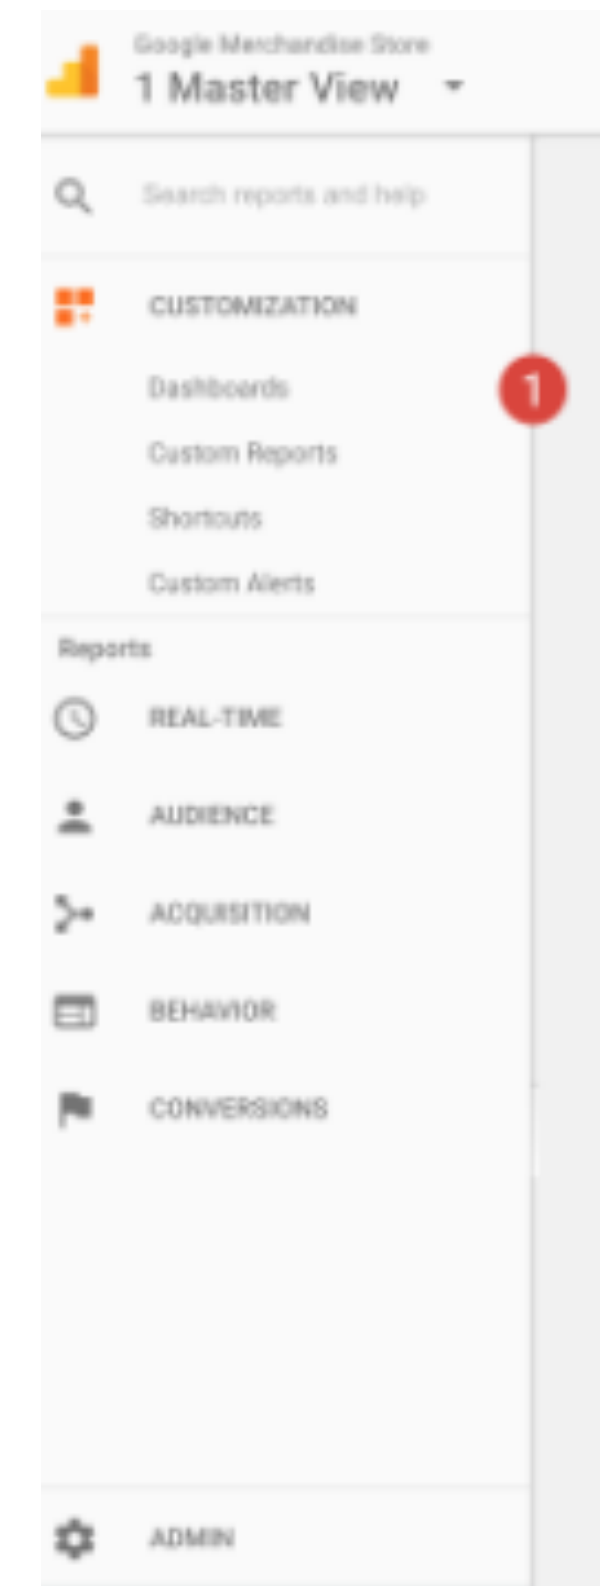 Google Merchandise Store
1 Master View
Search reports and help
CUSTOMIZATION
Dashboards
1
Custom Reports
Shortcuts
Custom Alerts
Reports
REAL-TIME
AUDIENCE
ACQUISITION
BEHAVIOR
CONVERSIONS
ADMIN